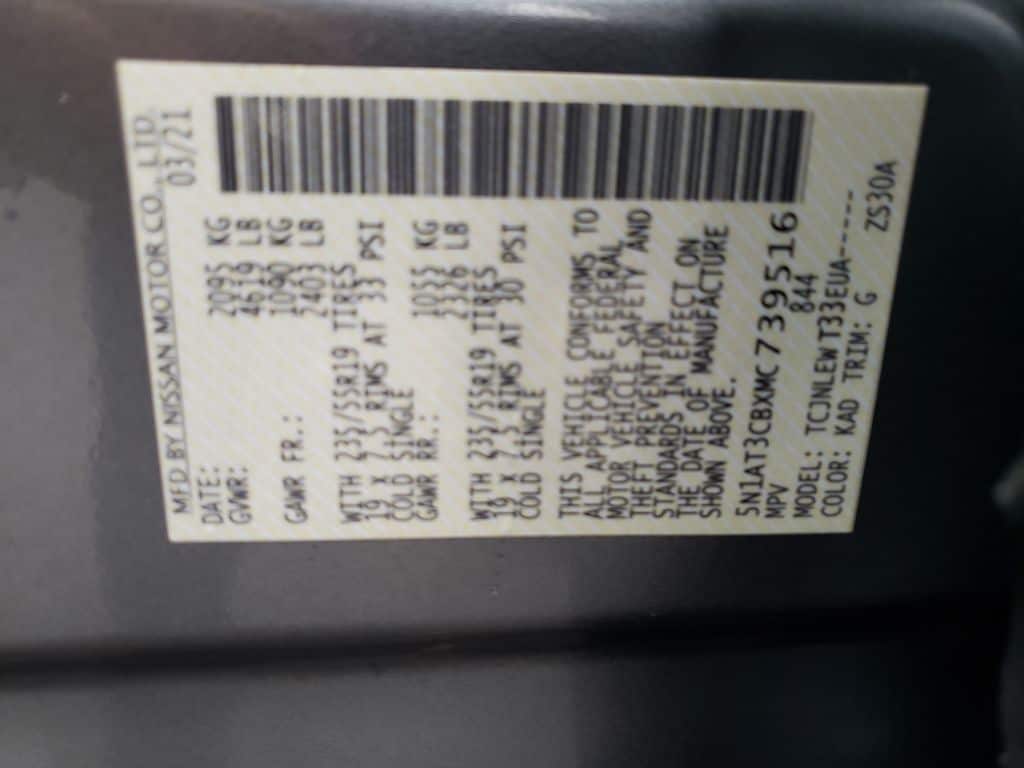 MFD BY NISSAN MOTOR CO., LTD.
DATE: 03/21
GVWR: 2095 KG
4619 LB
GAWR FR.: 1090 KG
2403 LB
WITH 235/55R19 TIRES
19 X 7.5 RIMS AT 33 PSI
COLD SINGLE
GAWR RR.: 1055 KG
2326 LB
WITH 235/55R19 TIRES
19 X 7.5 RIMS AT 30 PSI
COLD SINGLE
THIS VEHICLE CONFORMS TO
ALL APPLICABLE FEDERAL
MOTOR VEHICLE SAFETY AND
THEFT PREVENTION
STANDARDS IN EFFECT ON
THE DATE OF MANUFACTURE
SHOWN ABOVE.
5N1AT3CBXMC739516
MPV 844
MODEL: TCJNLEWT33EUA-----
COLOR: KAD TRIM: G ZS30A